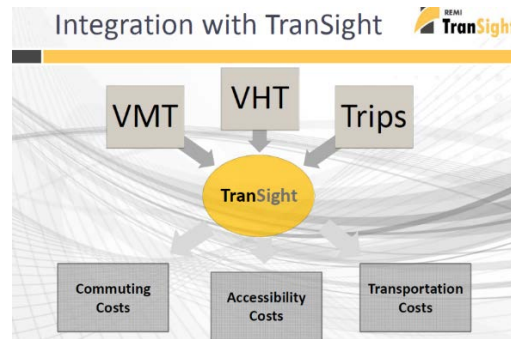 Integration with TranSight
REMI
TranSight
VMT
VHT
Trips
TranSight
Commuting
Costs
Accessibility
Costs
Transportation
Costs